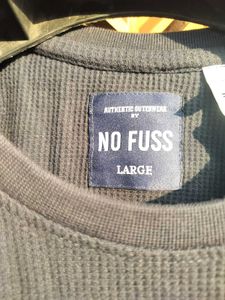 AUTHENTIC OUTERWEAR
BY
NO FUSS
LARGE